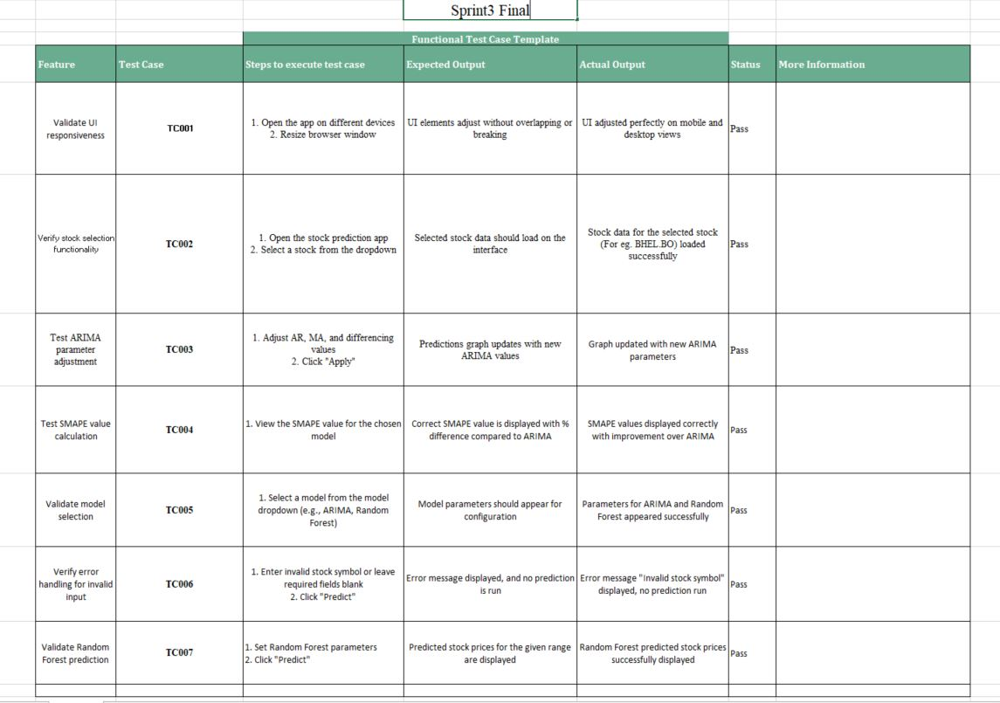 Sprint3 Final
Functional Test Case Template
Feature
Test Case
Steps to execute test case
Expected Output
Actual Output
Status
More Information
Validate UI
responsiveness
TC001
1. Open the app on different devices
2. Resize browser window
UI elements adjust without overlapping or
breaking
UI adjusted perfectly on mobile and
desktop views
Pass
Verify stock selection
functionality
TC002
1. Open the stock prediction app
2. Select a stock from the dropdown
Selected stock data should load on the
interface
Stock data for the selected stock
(For eg. BHEL.BO) loaded
successfully
Pass
Test ARIMA
parameter
adjustment
TC003
1. Adjust AR, MA, and differencing
values
2. Click "Apply"
Predictions graph updates with new
ARIMA values
Graph updated with new ARIMA
parameters
Pass
Test SMAPE value
calculation
TC004
1. View the SMAPE value for the chosen
model
Correct SMAPE value is displayed with %
difference compared to ARIMA
SMAPE values displayed correctly
with improvement over ARIMA
Pass
Validate model
selection
TC005
1. Select a model from the model
dropdown (e.g., ARIMA, Random
Forest)
Model parameters should appear for
configuration
Parameters for ARIMA and Random
Forest appeared successfully
Pass
Verify error
handling for invalid
input
TC006
1. Enter invalid stock symbol or leave
required fields blank
2. Click "Predict"
Error message displayed, and no prediction
is run
Error message "Invalid stock symbol"
displayed, no prediction run
Pass
Validate Random
Forest prediction
TC007
1. Set Random Forest parameters
2. Click "Predict"
Predicted stock prices for the given range
are displayed
Random Forest predicted stock prices
successfully displayed
Pass